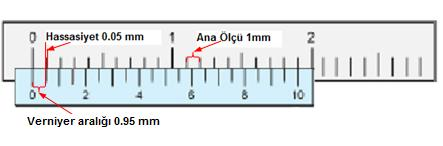 Hassasiyet 0.05 mm
Ana Ölçü 1mm
0 1 2
0 2 4 6 8 10
Verniyer aralığı 0.95 mm